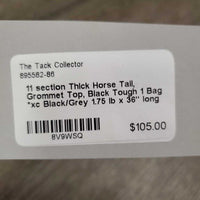 The Tack Collector
895562-86
11 section Thick Horse Tail,
Grommet Top, Black Tough 1 Bag
*xc Black/Grey 1.75 lb x 36" long
8V9WSQ
$105.00